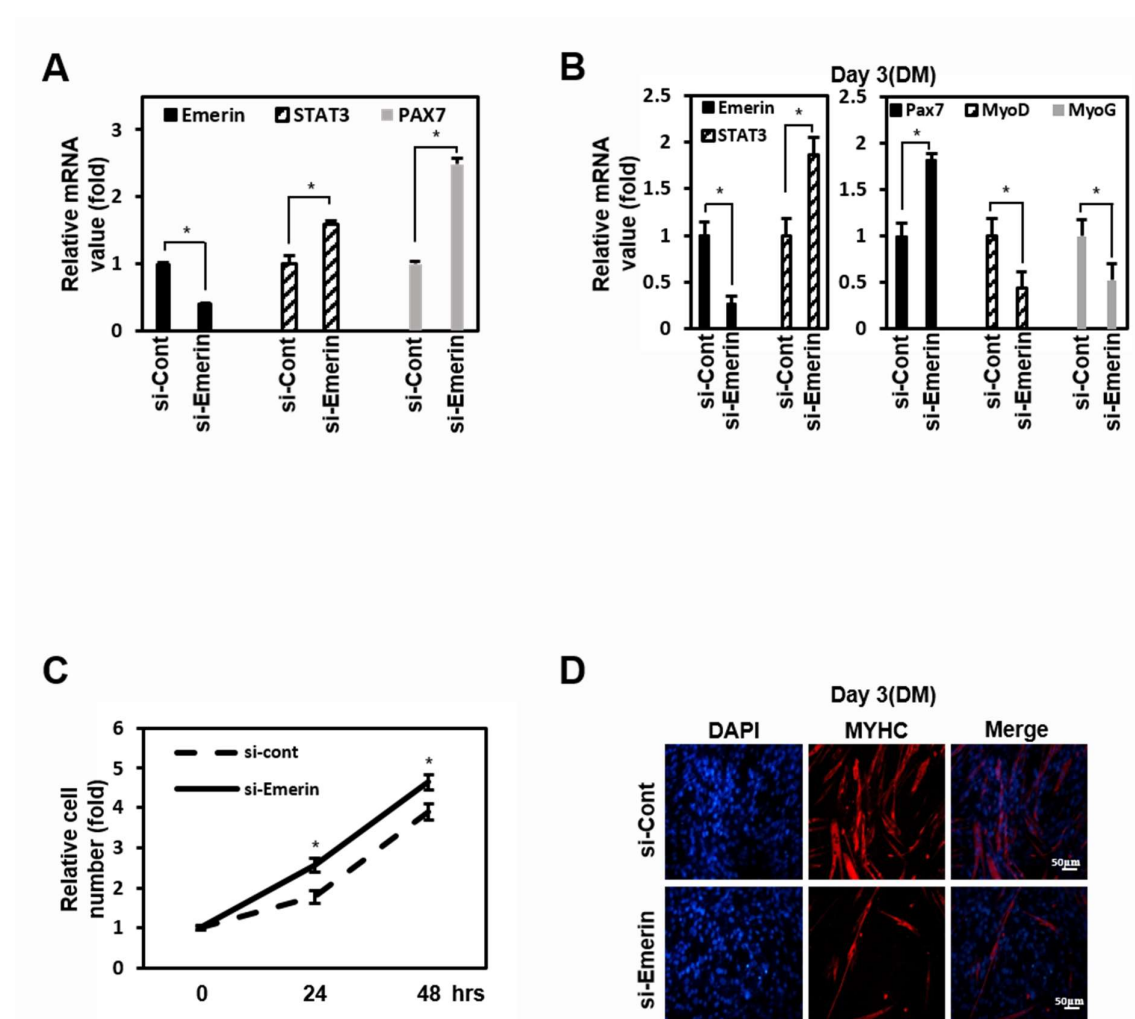 A
Relative mRNA
value (fold)
Emerin STAT3 PAX7
3
2
1
0
*
*
*
si-Cont
si-Emerin
si-Cont
si-Emerin
si-Cont
si-Emerin
B
Day 3(DM)
Relative mRNA
value (fold)
2.5
2
1.5
1
0.5
0
Emerin
STAT3
*
*
si-Cont
si-Emerin
si-Cont
si-Emerin
2.5
2
1.5
1
0.5
0
Pax7 MyoD MyoG
*
*
*
si-Cont
si-Emerin
si-Cont
si-Emerin
si-Cont
si-Emerin
C
Relative cell
number (fold)
6
5
4
3
2
1
0
si-cont
si-Emerin
*
*
0 24 48 hrs
D
Day 3(DM)
DAPI MYHC Merge
si-Cont
50µm
si-Emerin
50µm